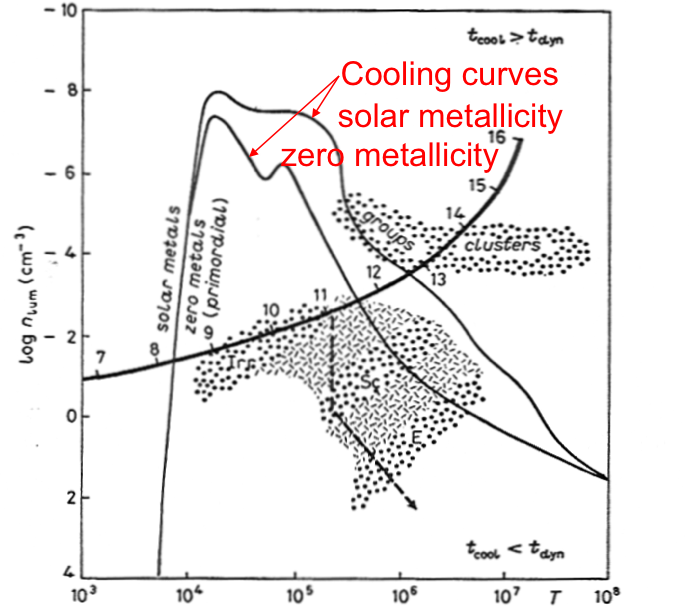 - 10
t_cool > t_dyn
Cooling curves
- 8
solar metallicity
16
zero metallicity
- 6
15
14
groups
clusters
solar metals
zero metals
(primordial)
- 4
13
12
log n_lum (cm⁻³)
11
10
9
- 2
8
7
Irr
Sc
0
E
2
t_cool < t_dyn
4
10³ 10⁴ 10⁵ 10⁶ 10⁷ T 10⁸